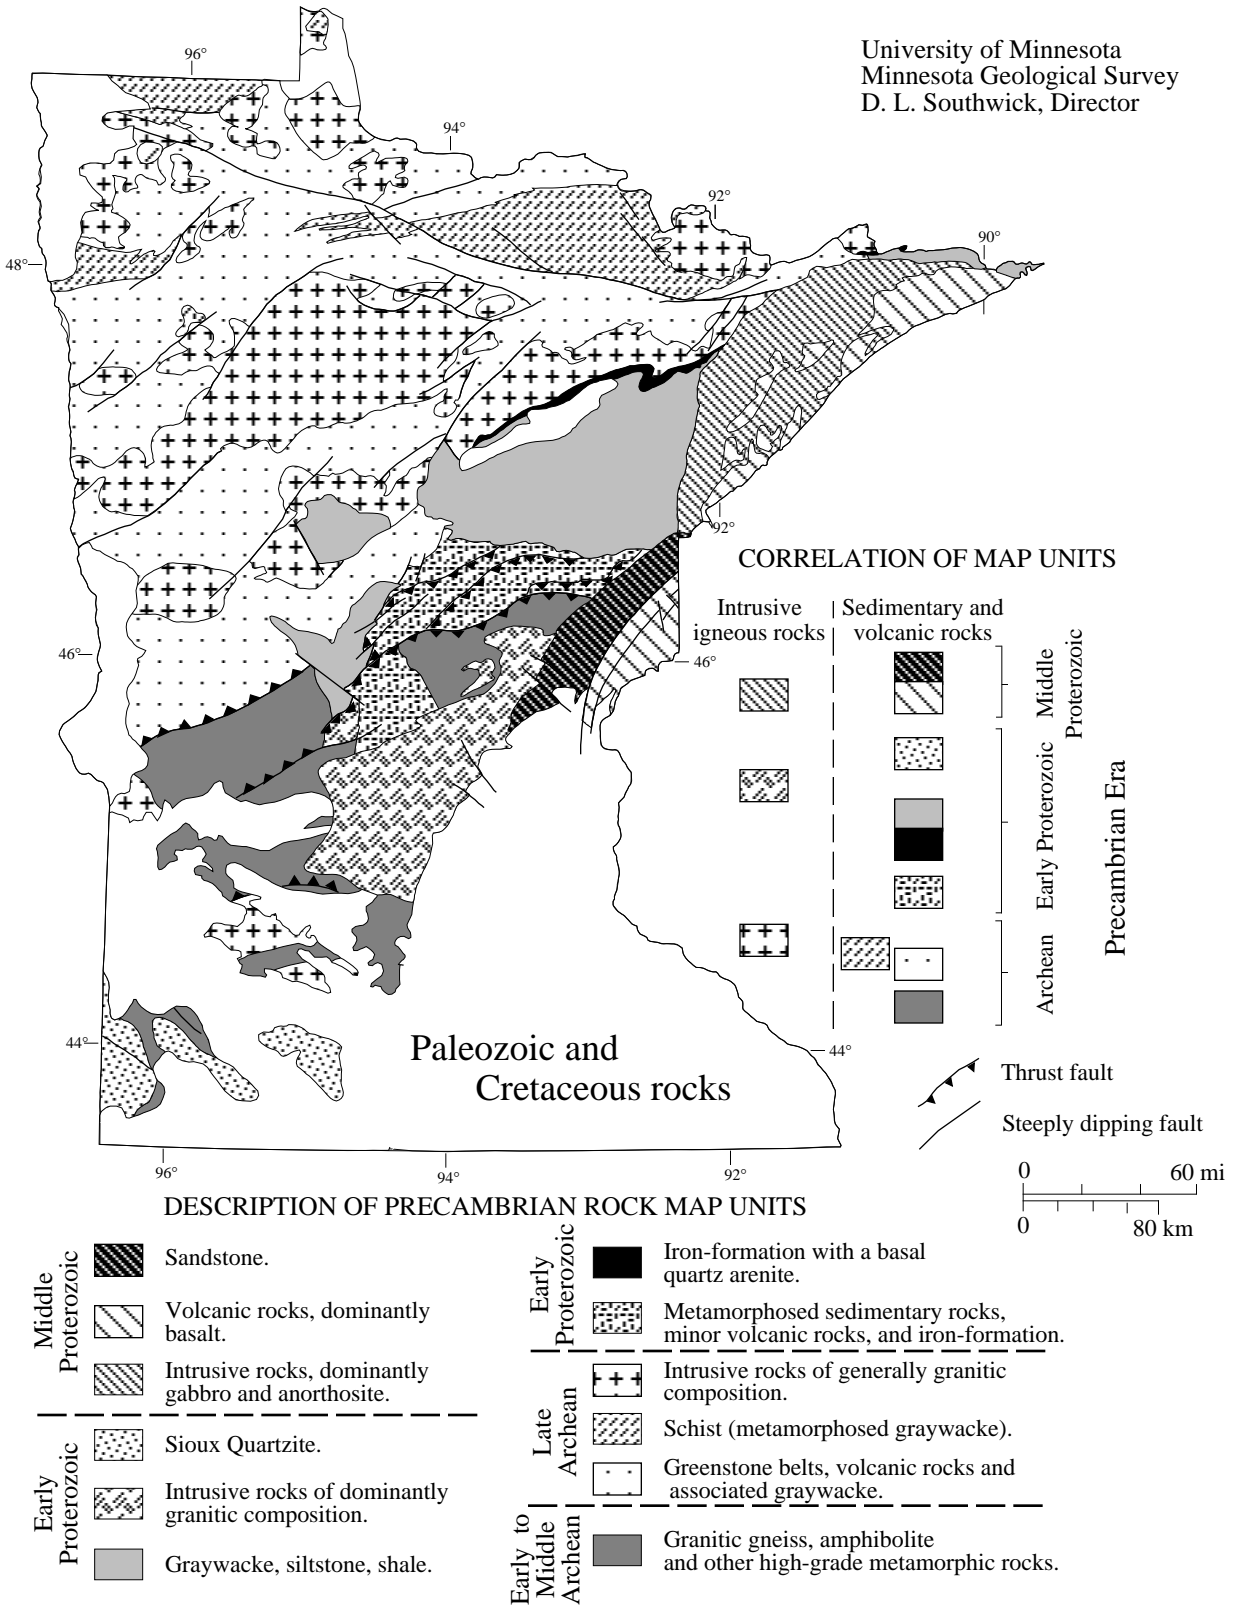 University of Minnesota
Minnesota Geological Survey
D. L. Southwick, Director
96°
94°
92°
90°
48°
92°
46°
46°
44°
44°
96°
94°
92°
Paleozoic and
Cretaceous rocks
CORRELATION OF MAP UNITS
Intrusive
igneous rocks
Sedimentary and
volcanic rocks
Middle
Proterozoic
Early Proterozoic
Archean
Precambrian Era
Thrust fault
Steeply dipping fault
0 60 mi
0 80 km
DESCRIPTION OF PRECAMBRIAN ROCK MAP UNITS
Middle
Proterozoic
Sandstone.
Volcanic rocks, dominantly
basalt.
Intrusive rocks, dominantly
gabbro and anorthosite.
Early
Proterozoic
Sioux Quartzite.
Intrusive rocks of dominantly
granitic composition.
Graywacke, siltstone, shale.
Early
Proterozoic
Iron-formation with a basal
quartz arenite.
Metamorphosed sedimentary rocks,
minor volcanic rocks, and iron-formation.
Late
Archean
Intrusive rocks of generally granitic
composition.
Schist (metamorphosed graywacke).
Greenstone belts, volcanic rocks and
associated graywacke.
Early to
Middle
Archean
Granitic gneiss, amphibolite
and other high-grade metamorphic rocks.